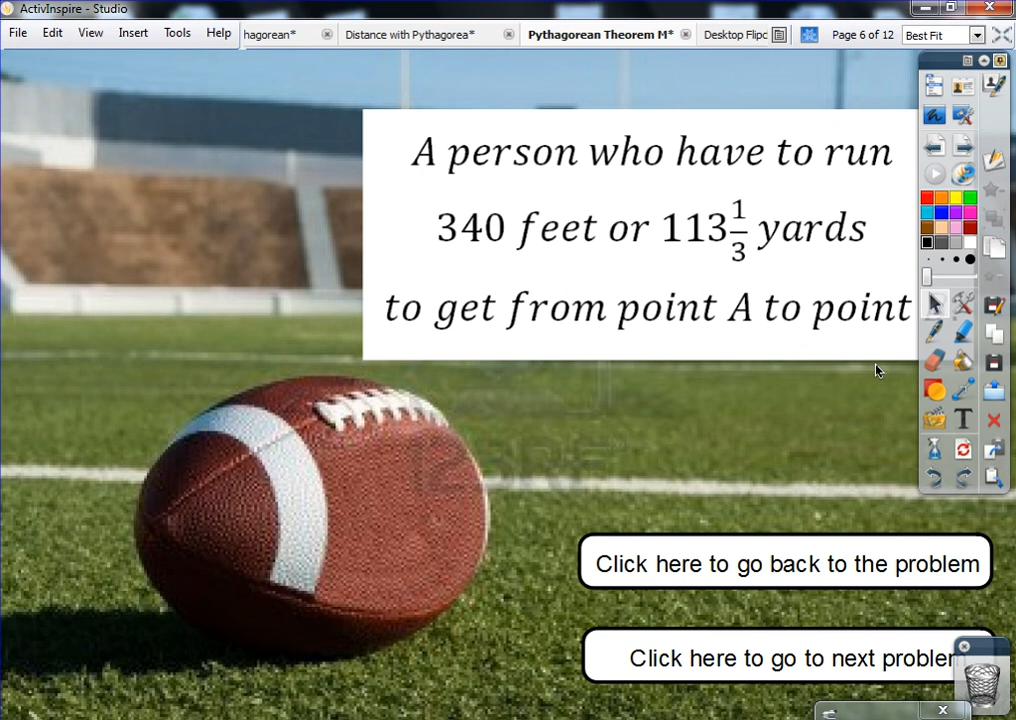 ActivInspire - Studio
File Edit View Insert Tools Help
hagorean* Distance with Pythagorea* Pythagorean Theorem M* Desktop Flipc Page 6 of 12 Best Fit
A person who have to run
340 feet or 113 1/3 yards
to get from point A to point
Click here to go back to the problem
Click here to go to next problem